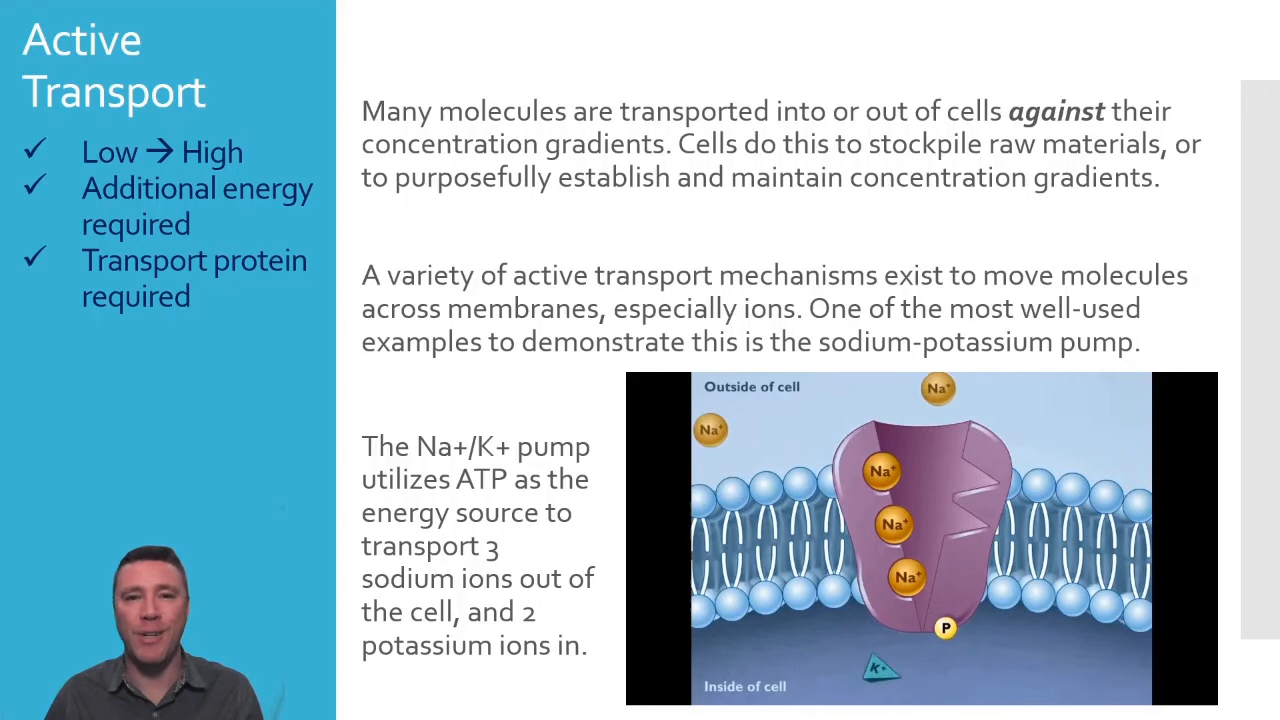 Active
Transport
✓ Low → High
✓ Additional energy
required
✓ Transport protein
required
Many molecules are transported into or out of cells against their
concentration gradients. Cells do this to stockpile raw materials, or
to purposefully establish and maintain concentration gradients.
A variety of active transport mechanisms exist to move molecules
across membranes, especially ions. One of the most well-used
examples to demonstrate this is the sodium-potassium pump.
The Na+/K+ pump
utilizes ATP as the
energy source to
transport 3
sodium ions out of
the cell, and 2
potassium ions in.
Outside of cell
Na⁺
Na⁺
Na⁺
Na⁺
Na⁺
P
K+
Inside of cell